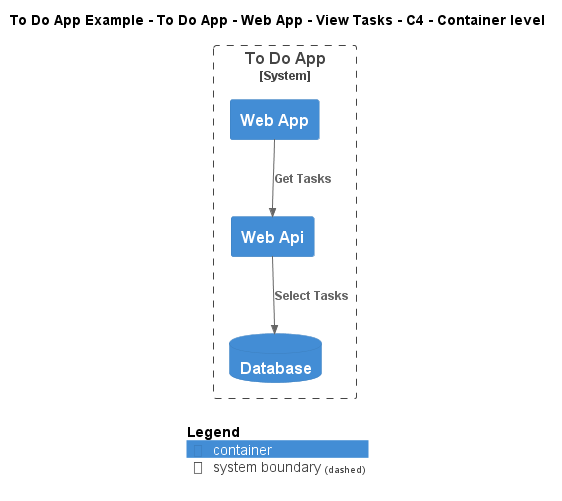 To Do App Example - To Do App - Web App - View Tasks - C4 - Container level
To Do App
[System]
Web App
Get Tasks
Web Api
Select Tasks
Database
Legend
container
system boundary (dashed)